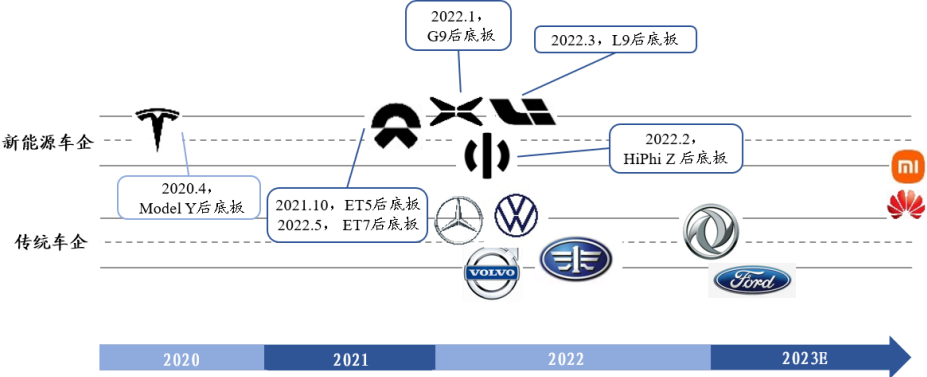 2022.1,
G9后底板
2022.3，L9后底板
新能源车企
2022.2，
HiPhi Z 后底板
2020.4，
Model Y后底板
2021.10，ET5后底板
2022.5， ET7后底板
传统车企
VOLVO
Ford
2020
2021
2022
2023E